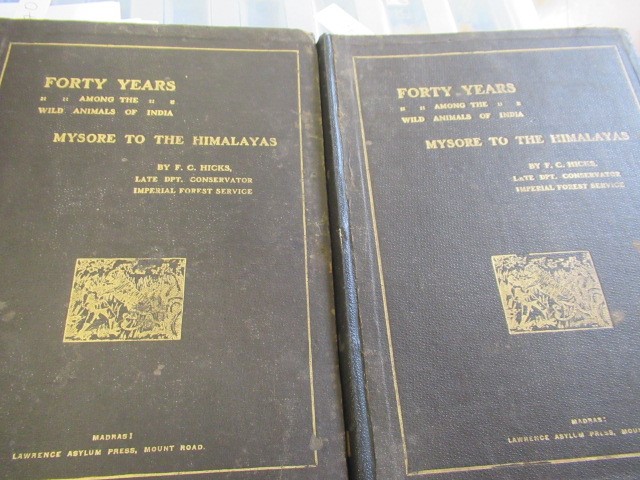 FORTY YEARS
" " AMONG THE " "
WILD ANIMALS OF INDIA
MYSORE TO THE HIMALAYAS
BY F. C. HICKS,
LATE DPT. CONSERVATOR
IMPERIAL FOREST SERVICE
MADRAS:
LAWRENCE ASYLUM PRESS, MOUNT ROAD.
FORTY YEARS
" " AMONG THE " "
WILD ANIMALS OF INDIA
MYSORE TO THE HIMALAYAS
BY F. C. HICKS,
LATE DPT. CONSERVATOR
IMPERIAL FOREST SERVICE
MADRAS:
LAWRENCE ASYLUM PRESS, MOUNT